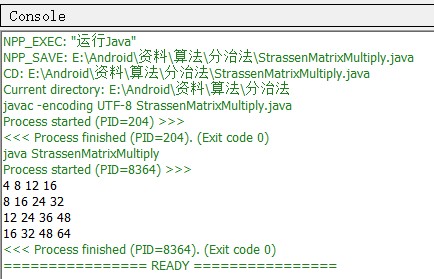 Console
NPP_EXEC: "运行Java"
NPP_SAVE: E:\Android\资料\算法\分治法\StrassenMatrixMultiply.java
CD: E:\Android\资料\算法\分治法\StrassenMatrixMultiply.java
Current directory: E:\Android\资料\算法\分治法
javac -encoding UTF-8 StrassenMatrixMultiply.java
Process started (PID=204) >>>
<<< Process finished (PID=204). (Exit code 0)
java StrassenMatrixMultiply
Process started (PID=8364) >>>
4 8 12 16
8 16 24 32
12 24 36 48
16 32 48 64
<<< Process finished (PID=8364). (Exit code 0)
================ READY ================